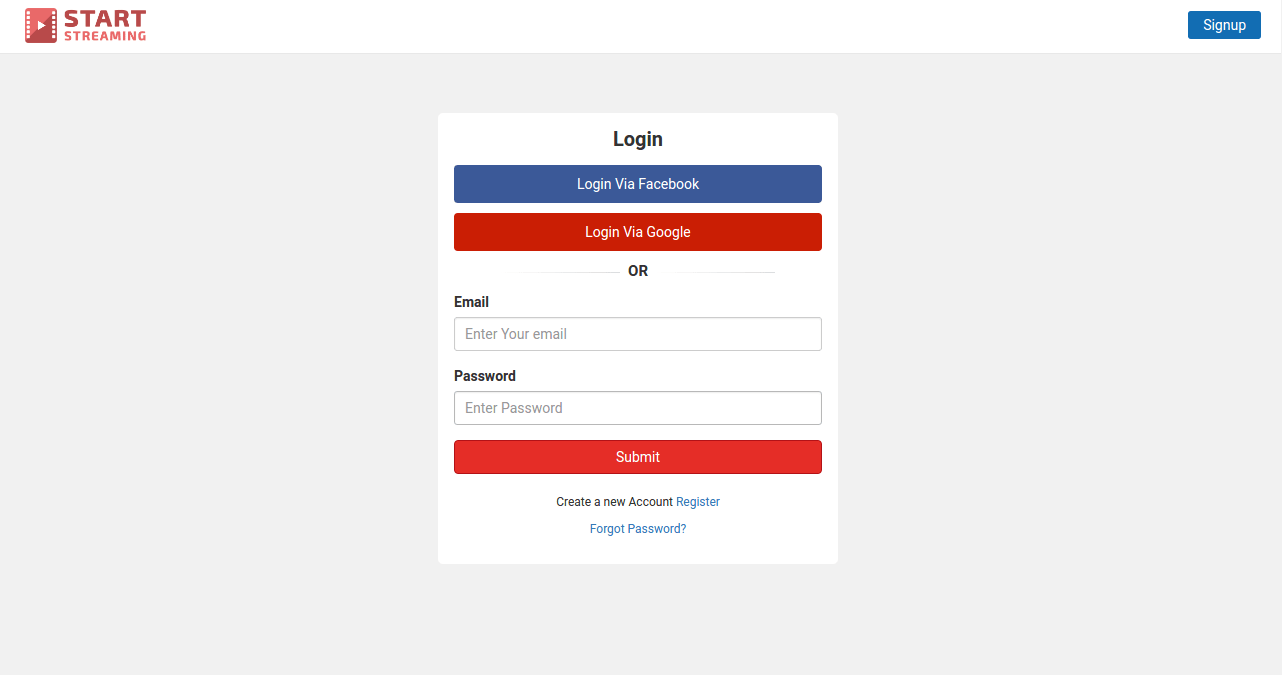 START
STREAMING
Signup
Login
Login Via Facebook
Login Via Google
OR
Email
Enter Your email
Password
Enter Password
Submit
Create a new Account Register
Forgot Password?